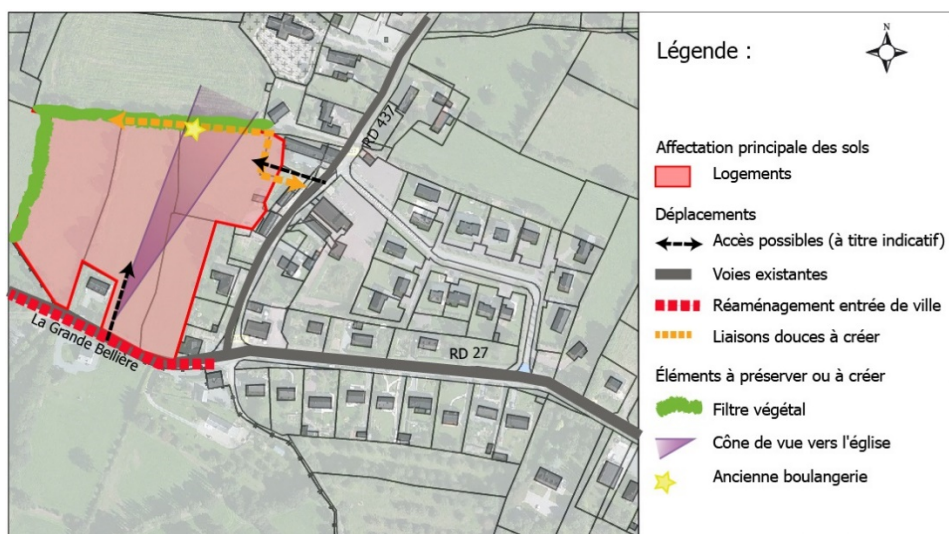 RD 437
RD 27
La Grande Bellière
Légende :
N
Affectation principale des sols
Logements
Déplacements
Accès possibles (à titre indicatif)
Voies existantes
Réaménagement entrée de ville
Liaisons douces à créer
Éléments à préserver ou à créer
Filtre végétal
Cône de vue vers l'église
Ancienne boulangerie